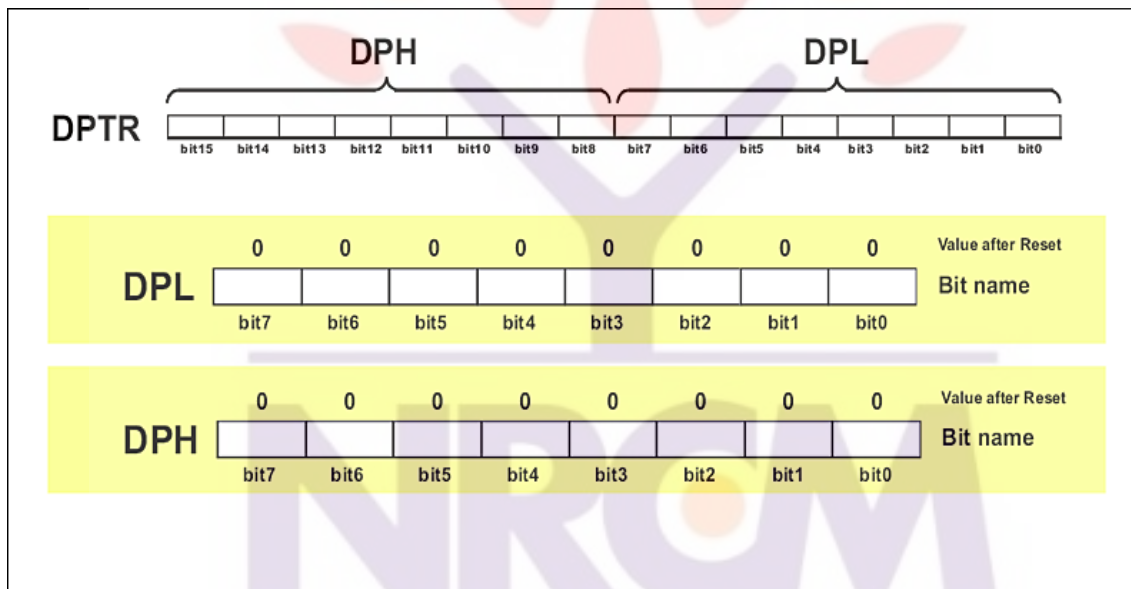 DPH DPL
DPTR
bit15 bit14 bit13 bit12 bit11 bit10 bit9 bit8 bit7 bit6 bit5 bit4 bit3 bit2 bit1 bit0
0 0 0 0 0 0 0 0 Value after Reset
DPL Bit name
bit7 bit6 bit5 bit4 bit3 bit2 bit1 bit0
0 0 0 0 0 0 0 0 Value after Reset
DPH Bit name
bit7 bit6 bit5 bit4 bit3 bit2 bit1 bit0
NRCM